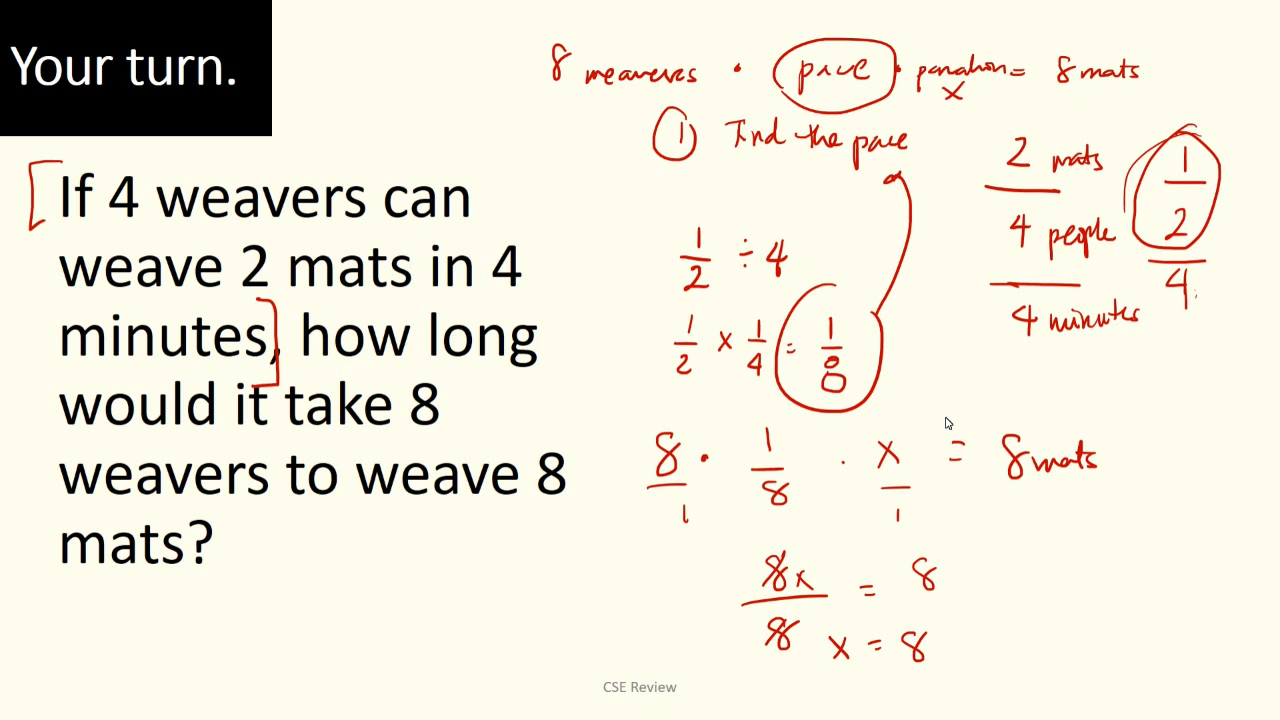 Your turn.
If 4 weavers can
weave 2 mats in 4
minutes, how long
would it take 8
weavers to weave 8
mats?
8 weavers · pace · = 8 mats
x
1 Find the pace
2 mats
4 people
4 minutes
1
2
4
1/2 ÷ 4
1/2 x 1/4 = 1/8
8/1 · 1/8 · x/1 = 8 mats
8x/8 = 8
x = 8
CSE Review